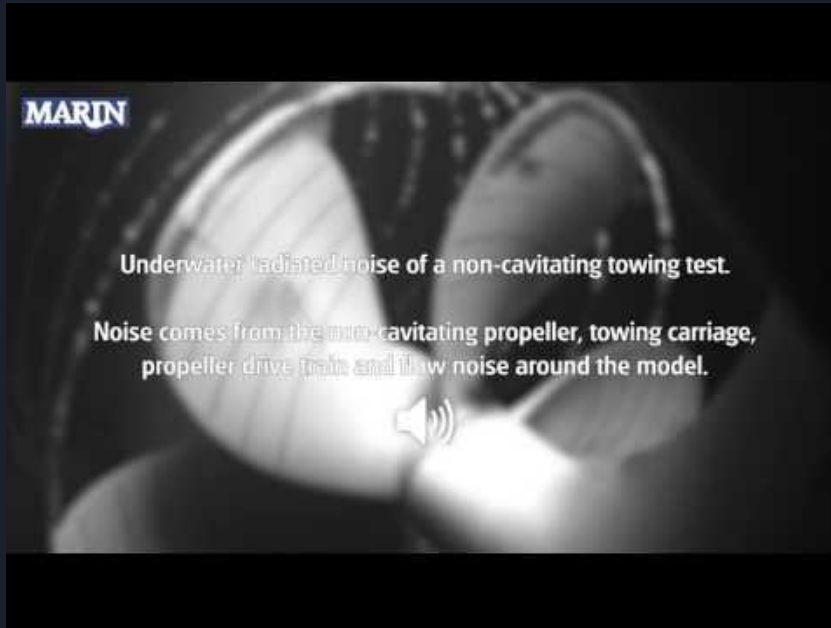 MARIN
Underwater radiated noise of a non-cavitating towing test.
Noise comes from the non-cavitating propeller, towing carriage,
propeller drive train and flow noise around the model.